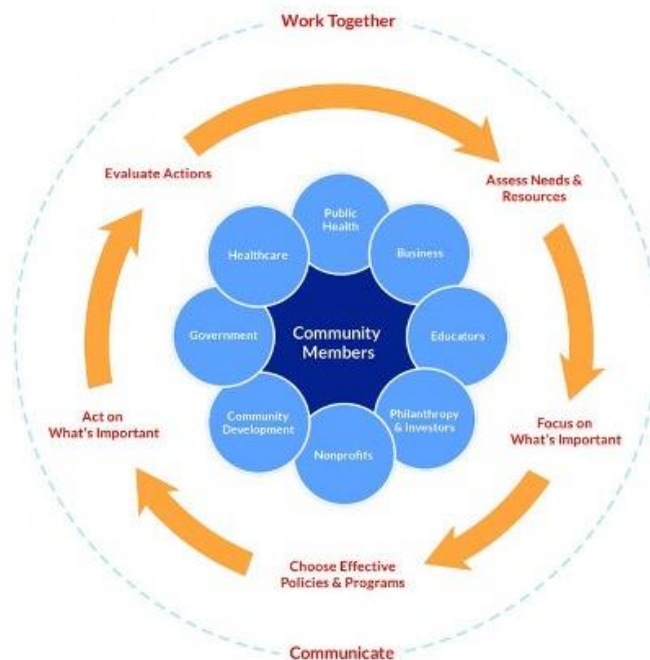 Work Together
Evaluate Actions
Assess Needs &
Resources
Public
Health
Healthcare
Business
Government
Community
Members
Educators
Community
Development
Philanthropy
& Investors
Nonprofits
Act on
What's Important
Focus on
What's Important
Choose Effective
Policies & Programs
Communicate